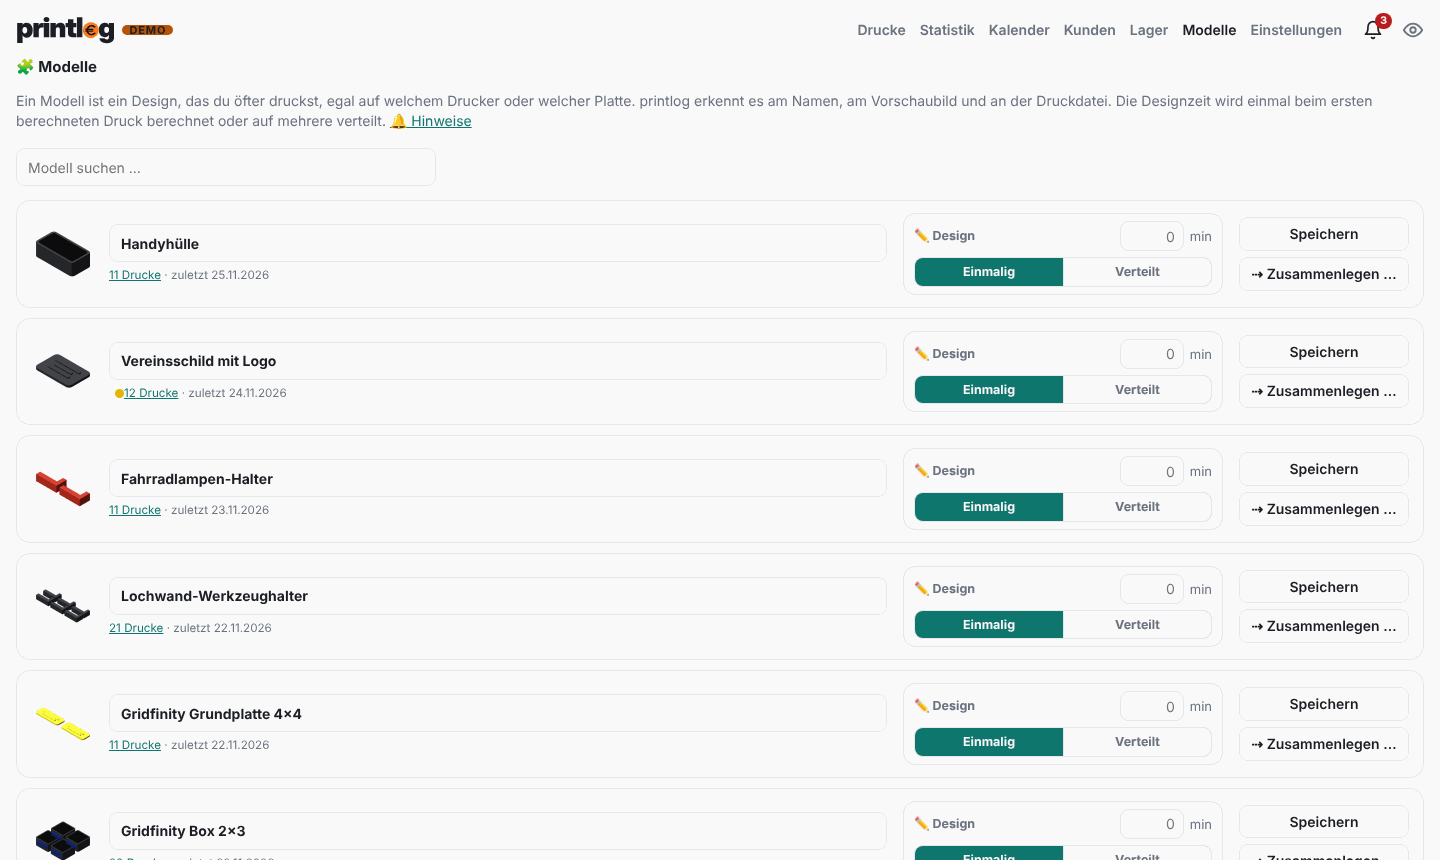 printl€g DEMO
Drucke Statistik Kalender Kunden Lager Modelle Einstellungen 3
🧩 Modelle
Ein Modell ist ein Design, das du öfter druckst, egal auf welchem Drucker oder welcher Platte. printlog erkennt es am Namen, am Vorschaubild und an der Druckdatei. Die Designzeit wird einmal beim ersten
berechneten Druck berechnet oder auf mehrere verteilt. 🔔 Hinweise
Modell suchen ...
Handyhülle
11 Drucke · zuletzt 25.11.2026
✏️ Design 0 min
Einmalig Verteilt
Speichern
⇢ Zusammenlegen ...
Vereinsschild mit Logo
12 Drucke · zuletzt 24.11.2026
✏️ Design 0 min
Einmalig Verteilt
Speichern
⇢ Zusammenlegen ...
Fahrradlampen-Halter
11 Drucke · zuletzt 23.11.2026
✏️ Design 0 min
Einmalig Verteilt
Speichern
⇢ Zusammenlegen ...
Lochwand-Werkzeughalter
21 Drucke · zuletzt 22.11.2026
✏️ Design 0 min
Einmalig Verteilt
Speichern
⇢ Zusammenlegen ...
Gridfinity Grundplatte 4×4
11 Drucke · zuletzt 22.11.2026
✏️ Design 0 min
Einmalig Verteilt
Speichern
⇢ Zusammenlegen ...
Gridfinity Box 2×3
✏️ Design 0 min
Einmalig Verteilt
Speichern
⇢ Zusammenlegen ...